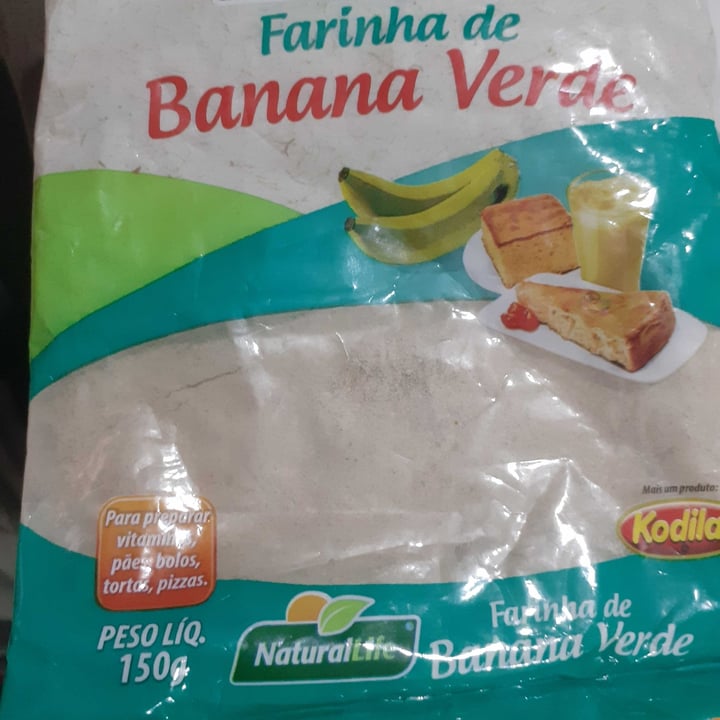 Farinha de
Banana Verde
Mais um produto:
Kodilar
Para preparar:
vitaminas,
pães, bolos,
tortas, pizzas.
PESO LÍQ.
150g
NaturalLife
Farinha de
Banana Verde